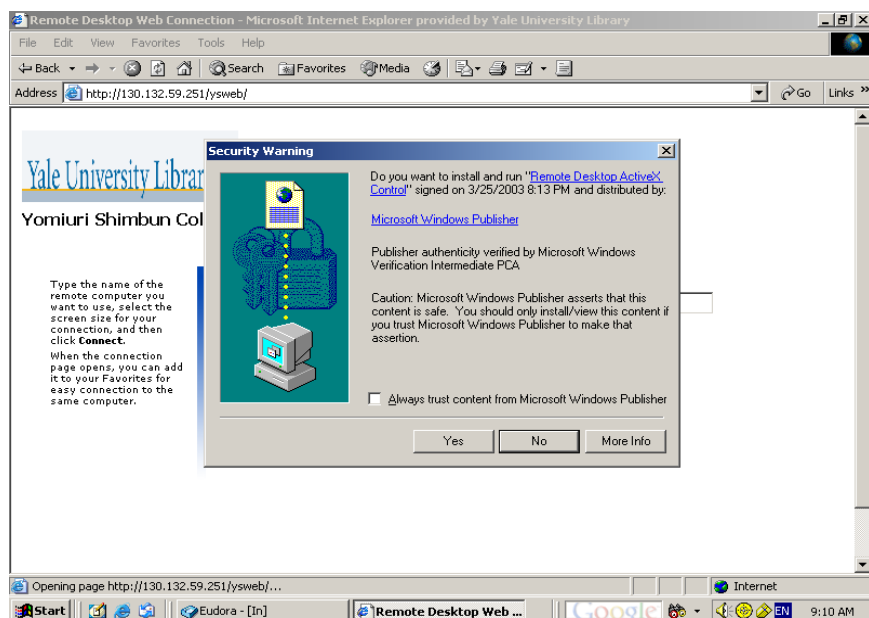 Remote Desktop Web Connection - Microsoft Internet Explorer provided by Yale University Library
File Edit View Favorites Tools Help
Back Search Favorites Media
Address http://130.132.59.251/ysweb/ Go Links »
Yale University Librar
Yomiuri Shimbun Col
Type the name of the
remote computer you
want to use, select the
screen size for your
connection, and then
click Connect.
When the connection
page opens, you can add
it to your Favorites for
easy connection to the
same computer.
Security Warning
Do you want to install and run "Remote Desktop ActiveX
Control" signed on 3/25/2003 8:13 PM and distributed by:
Microsoft Windows Publisher
Publisher authenticity verified by Microsoft Windows
Verification Intermediate PCA
Caution: Microsoft Windows Publisher asserts that this
content is safe. You should only install/view this content if
you trust Microsoft Windows Publisher to make that
assertion.
Always trust content from Microsoft Windows Publisher
Yes No More Info
Opening page http://130.132.59.251/ysweb/... Internet
Start Eudora - [In] Remote Desktop Web ... Google EN 9:10 AM